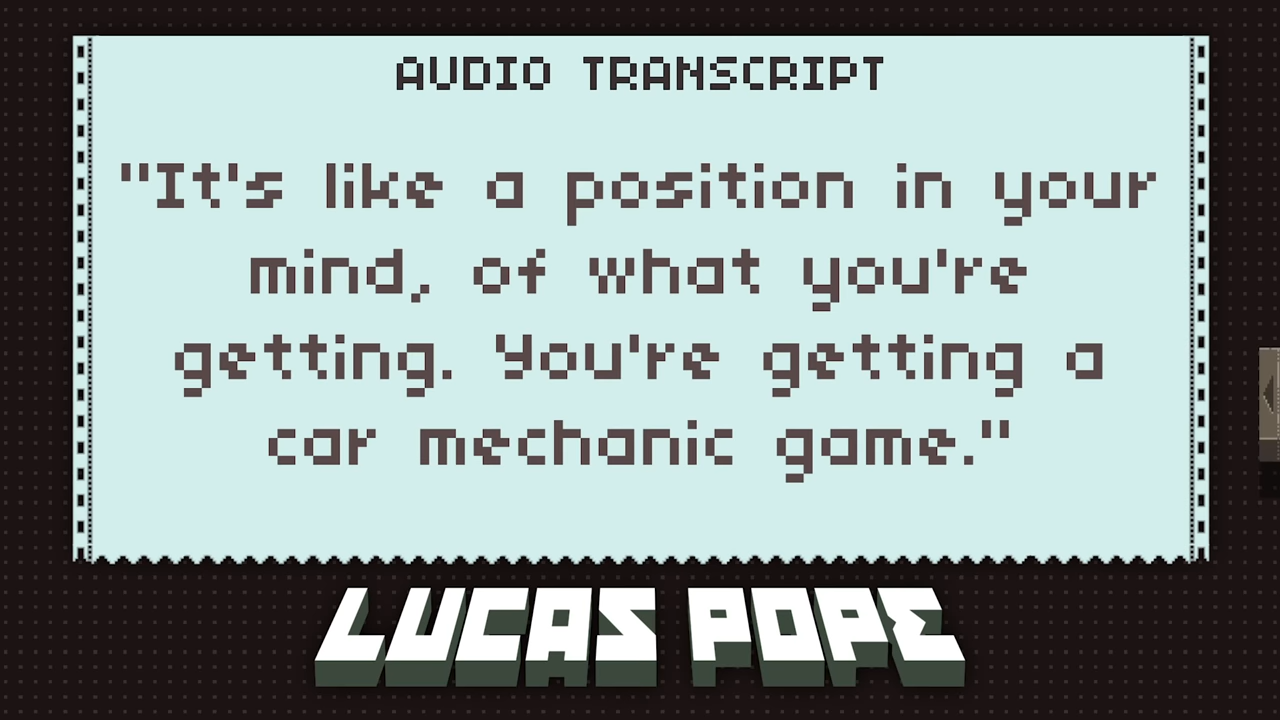 AUDIO TRANSCRIPT
"It's like a position in your
mind, of what you're
getting. You're getting a
car mechanic game."
LUCAS POPE